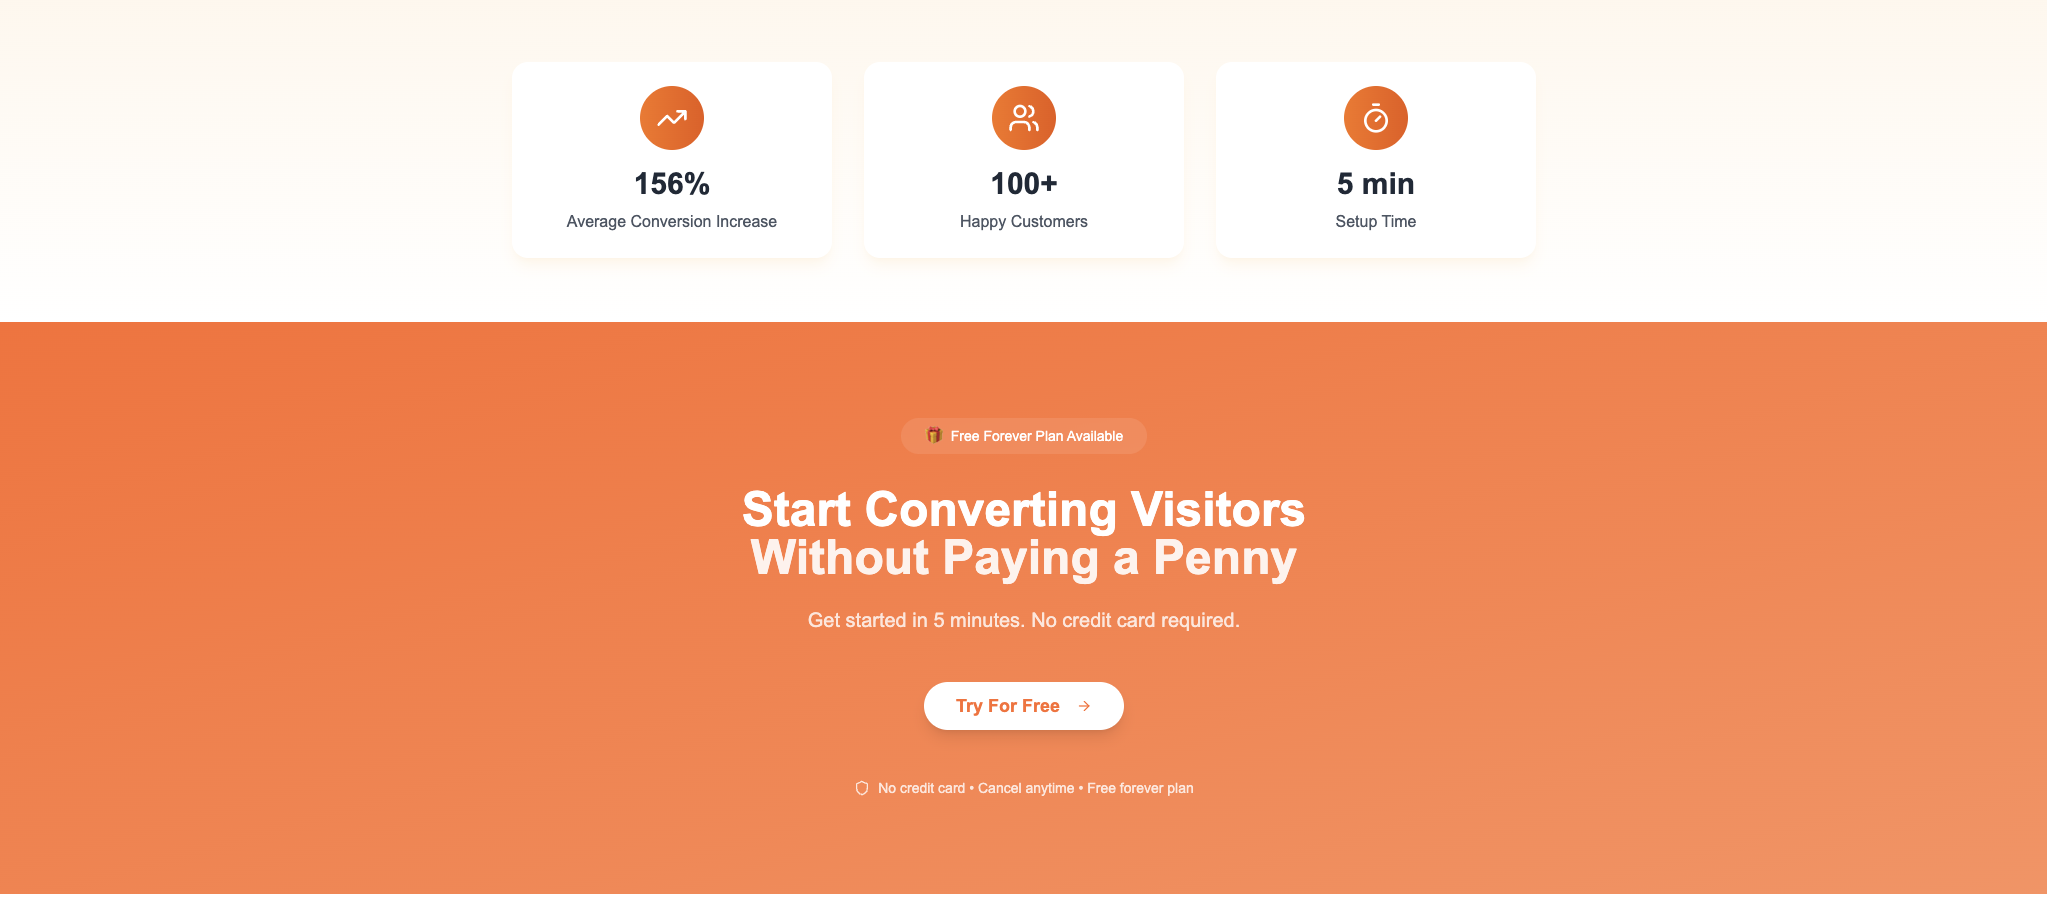 156%
Average Conversion Increase
100+
Happy Customers
5 min
Setup Time
🎁 Free Forever Plan Available
Start Converting Visitors
Without Paying a Penny
Get started in 5 minutes. No credit card required.
Try For Free →
No credit card • Cancel anytime • Free forever plan